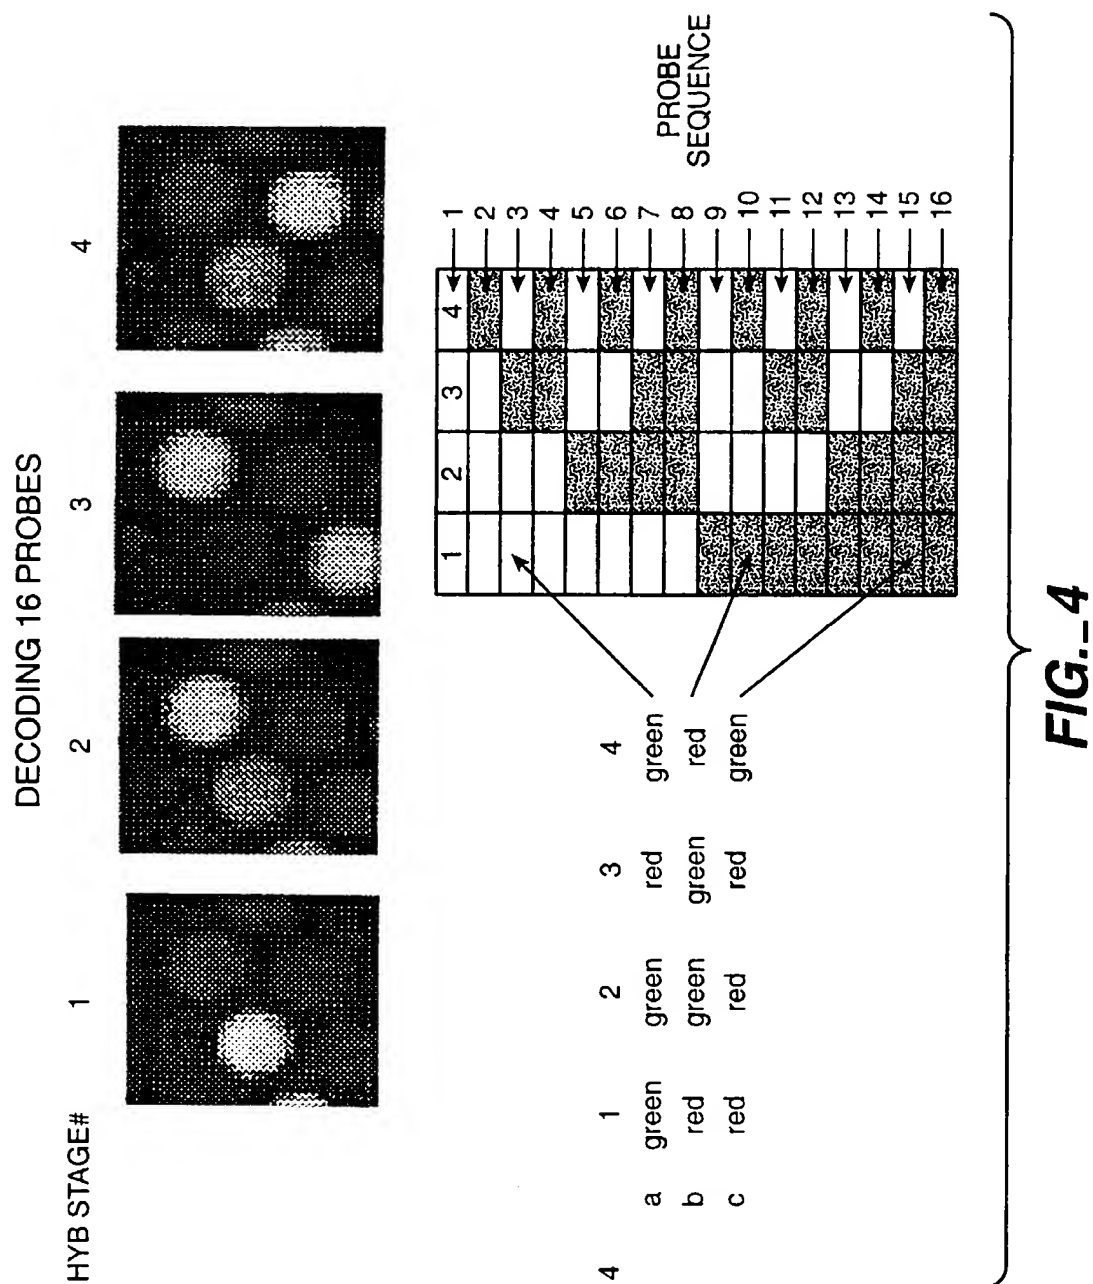 DECODING 16 PROBES
HYB STAGE# 1 2 3 4
4 1 2 3 4
a green green red green
b red green green red
c red red red green
1 2 3 4
1
2
3
4
5
6
7
8
9
10
11
12
13
14
15
16
PROBE
SEQUENCE
FIG._4